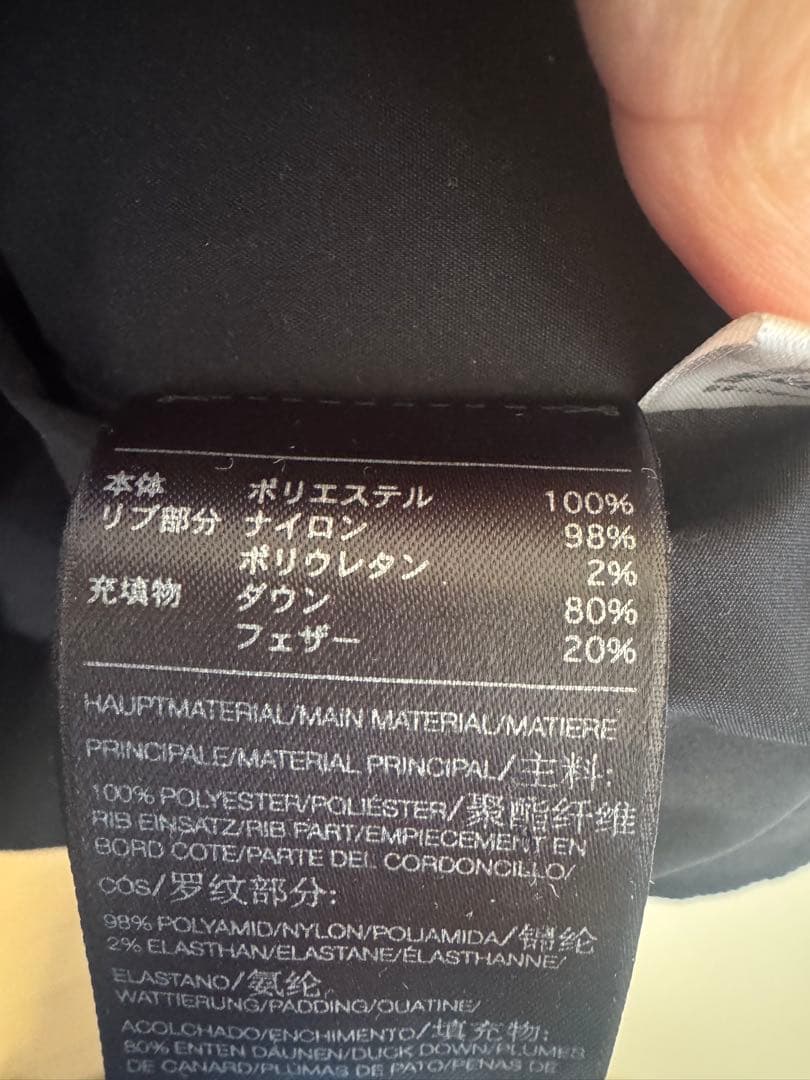 本体 ポリエステル 100%
リブ部分 ナイロン 98%
ポリウレタン 2%
充填物 ダウン 80%
フェザー 20%
HAUPTMATERIAL/MAIN MATERIAL/MATIERE
PRINCIPALE/MATERIAL PRINCIPAL/主料:
100% POLYESTER/POLIÉSTER/聚酯纤维
RIB EINSATZ/RIB PART/EMPIECEMENT EN
BORD COTE/PARTE DEL CORDONCILLO/
CÓS/罗纹部分:
98% POLYAMID/NYLON/POLIAMIDA/锦纶
2% ELASTHAN/ELASTANE/ÉLASTHANNE/
ELASTANO/氨纶
WATTIERUNG/PADDING/OUATINE/
ACOLCHADO/ENCHIMENTO/填充物:
80% ENTEN DAUNEN/DUCK DOWN/PLUMES
DE CANARD/PLUMAS DE PATO/PENAS DE